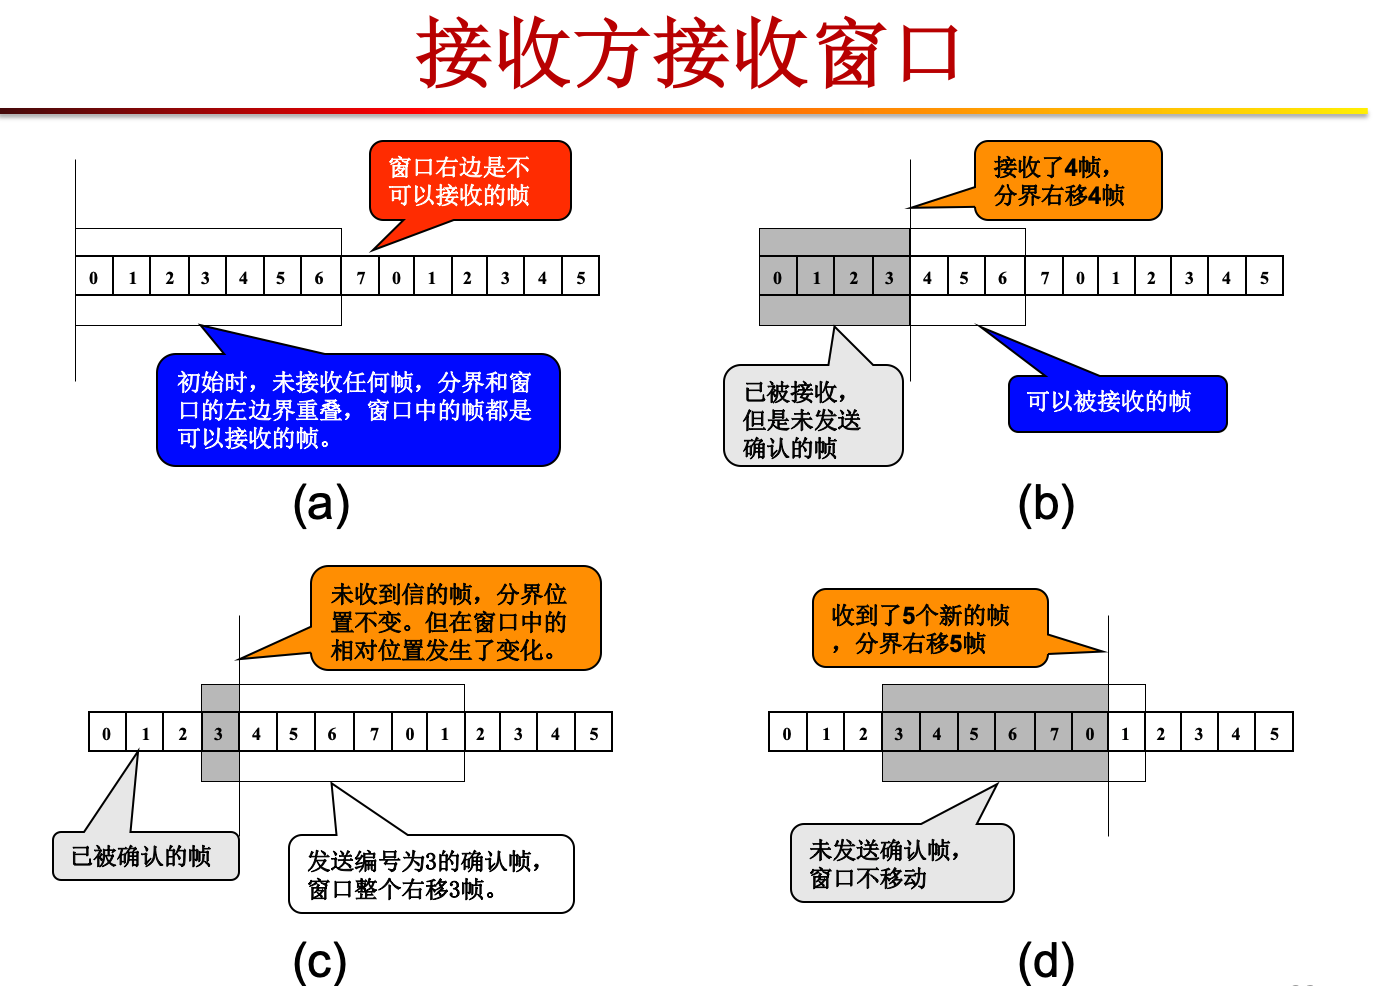 接收方接收窗口
窗口右边是不
可以接收的帧
0 1 2 3 4 5 6 7 0 1 2 3 4 5
初始时，未接收任何帧，分界和窗
口的左边界重叠，窗口中的帧都是
可以接收的帧。
(a)
接收了4帧，
分界右移4帧
0 1 2 3 4 5 6 7 0 1 2 3 4 5
已被接收，
但是未发送
确认的帧
可以被接收的帧
(b)
未收到信的帧，分界位
置不变。但在窗口中的
相对位置发生了变化。
0 1 2 3 4 5 6 7 0 1 2 3 4 5
已被确认的帧
发送编号为3的确认帧，
窗口整个右移3帧。
(c)
收到了5个新的帧
，分界右移5帧
0 1 2 3 4 5 6 7 0 1 2 3 4 5
未发送确认帧，
窗口不移动
(d)